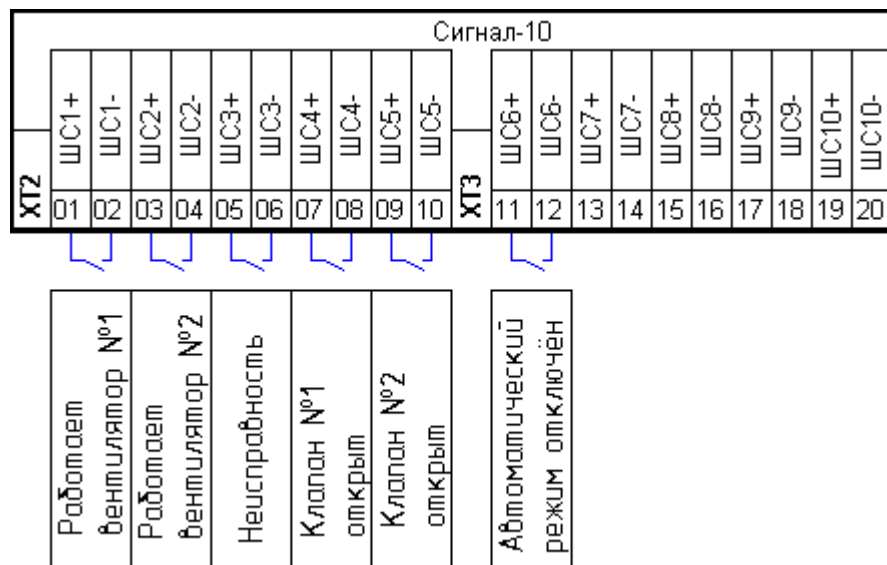 Сигнал-10
ХТ2
ШС1+
ШС1-
ШС2+
ШС2-
ШС3+
ШС3-
ШС4+
ШС4-
ШС5+
ШС5-
ХТ3
ШС6+
ШС6-
ШС7+
ШС7-
ШС8+
ШС8-
ШС9+
ШС9-
ШС10+
ШС10-
01 02 03 04 05 06 07 08 09 10 11 12 13 14 15 16 17 18 19 20
Работает
вентилятор №1
Работает
вентилятор №2
Неисправность
Клапан №1
открыт
Клапан №2
открыт
Автоматический
режим отключён